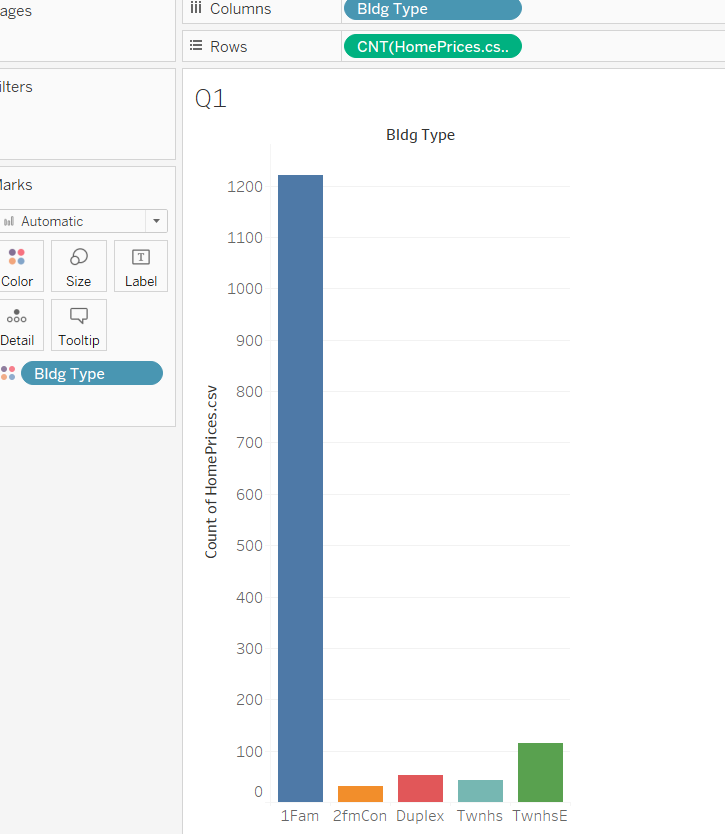 ages
Columns
Bldg Type
Rows
CNT(HomePrices.cs..
ilters
Q1
Bldg Type
Marks
Automatic
Color
Size
Label
Detail
Tooltip
Bldg Type
Count of HomePrices.csv
1200
1100
1000
900
800
700
600
500
400
300
200
100
0
1Fam
2fmCon
Duplex
Twnhs
TwnhsE